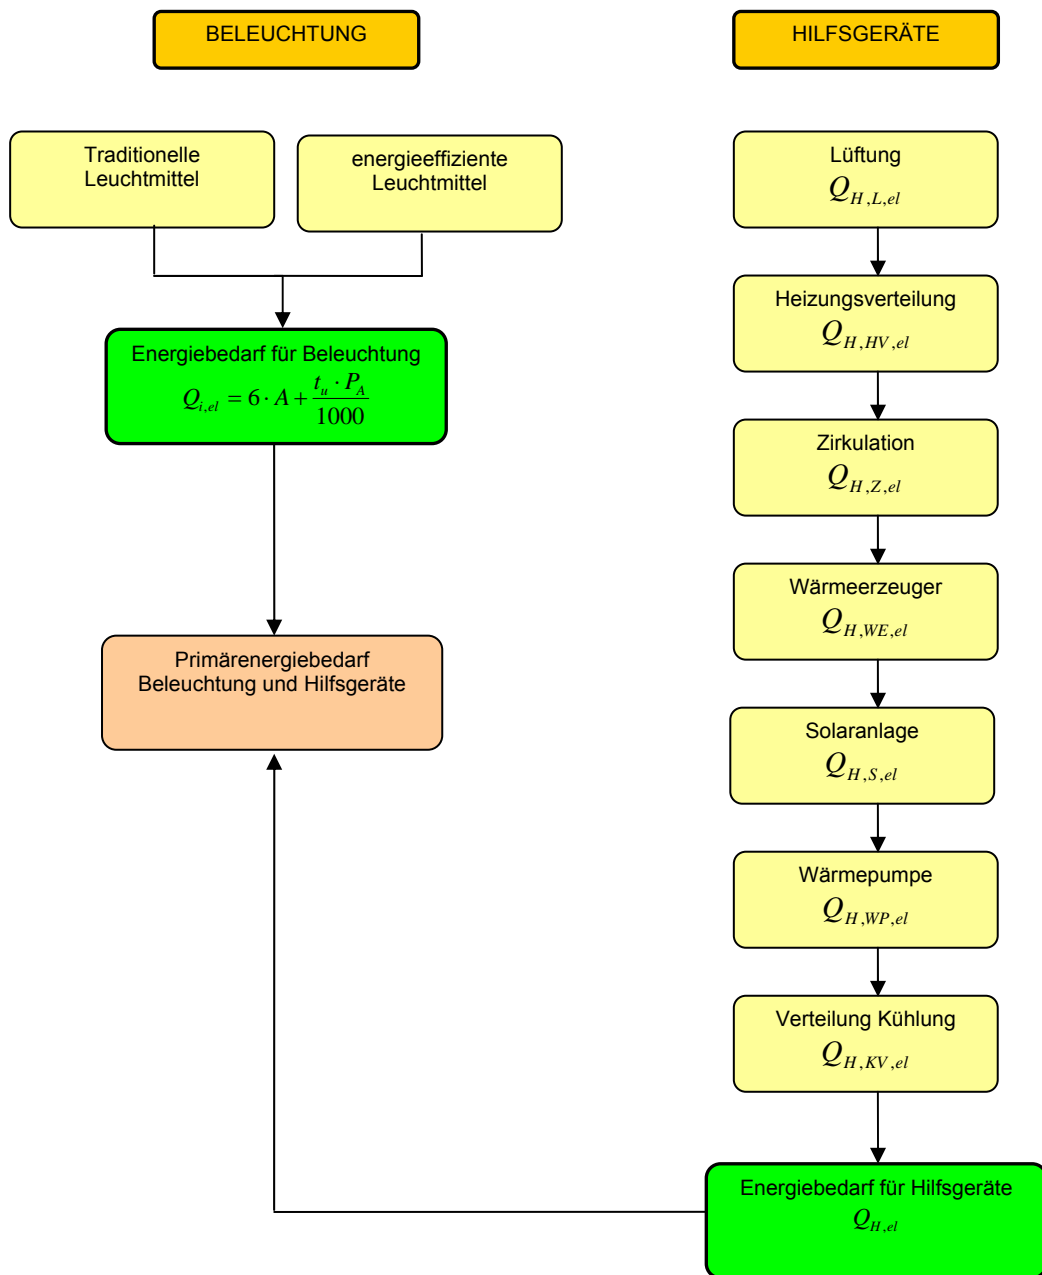 BELEUCHTUNG
HILFSGERÄTE
Traditionelle
Leuchtmittel
energieeffiziente
Leuchtmittel
Energiebedarf für Beleuchtung
Q_{i,el} = 6 · A + \frac{t_u · P_A}{1000}
Primärenergiebedarf
Beleuchtung und Hilfsgeräte
Lüftung
Q_{H,L,el}
Heizungsverteilung
Q_{H,HV,el}
Zirkulation
Q_{H,Z,el}
Wärmeerzeuger
Q_{H,WE,el}
Solaranlage
Q_{H,S,el}
Wärmepumpe
Q_{H,WP,el}
Verteilung Kühlung
Q_{H,KV,el}
Energiebedarf für Hilfsgeräte
Q_{H,el}